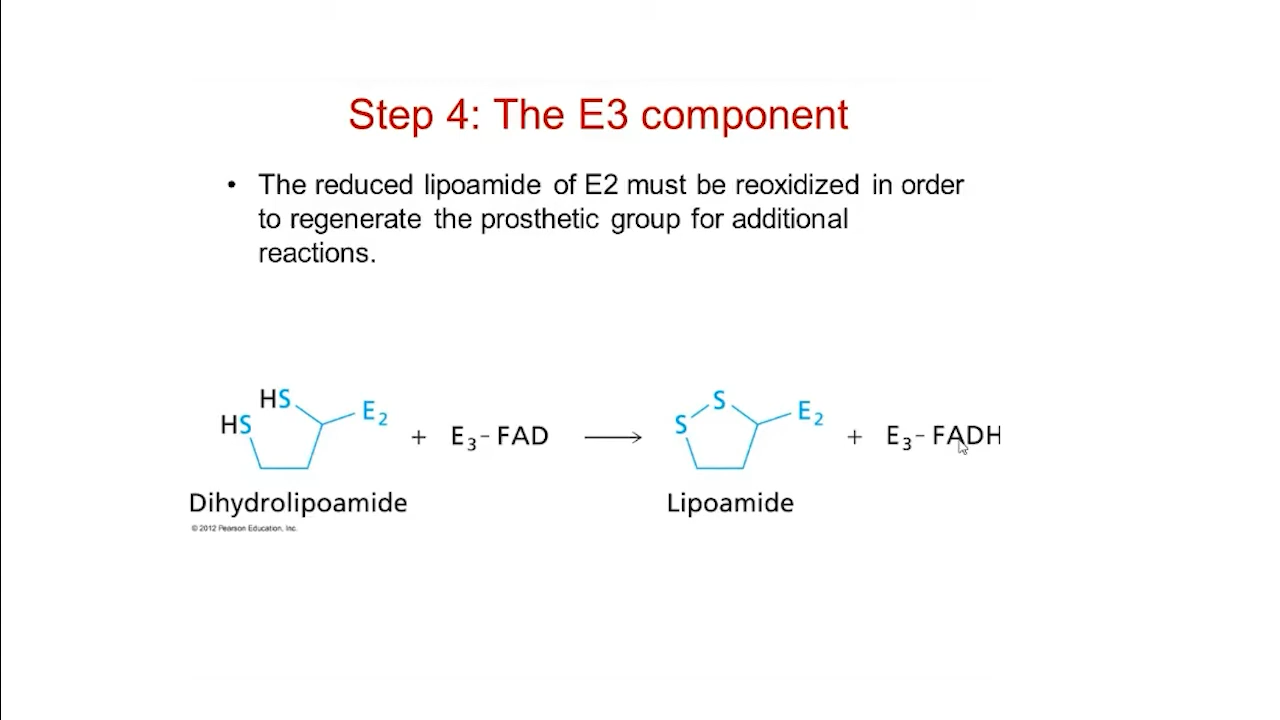 Step 4: The E3 component
• The reduced lipoamide of E2 must be reoxidized in order
to regenerate the prosthetic group for additional
reactions.
HS
HS
E2
+ E3-FAD
S
S
E2
+ E3-FADH
Dihydrolipoamide
Lipoamide
© 2012 Pearson Education, Inc.